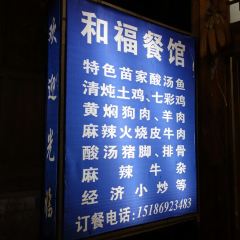 和福餐馆
特色苗家酸汤鱼
清炖土鸡、七彩鸡
黄焖狗肉、羊肉
麻辣火烧皮牛肉
酸汤猪脚、排骨
麻辣牛杂
经济小炒等
订餐电话:15186923483
欢迎光临